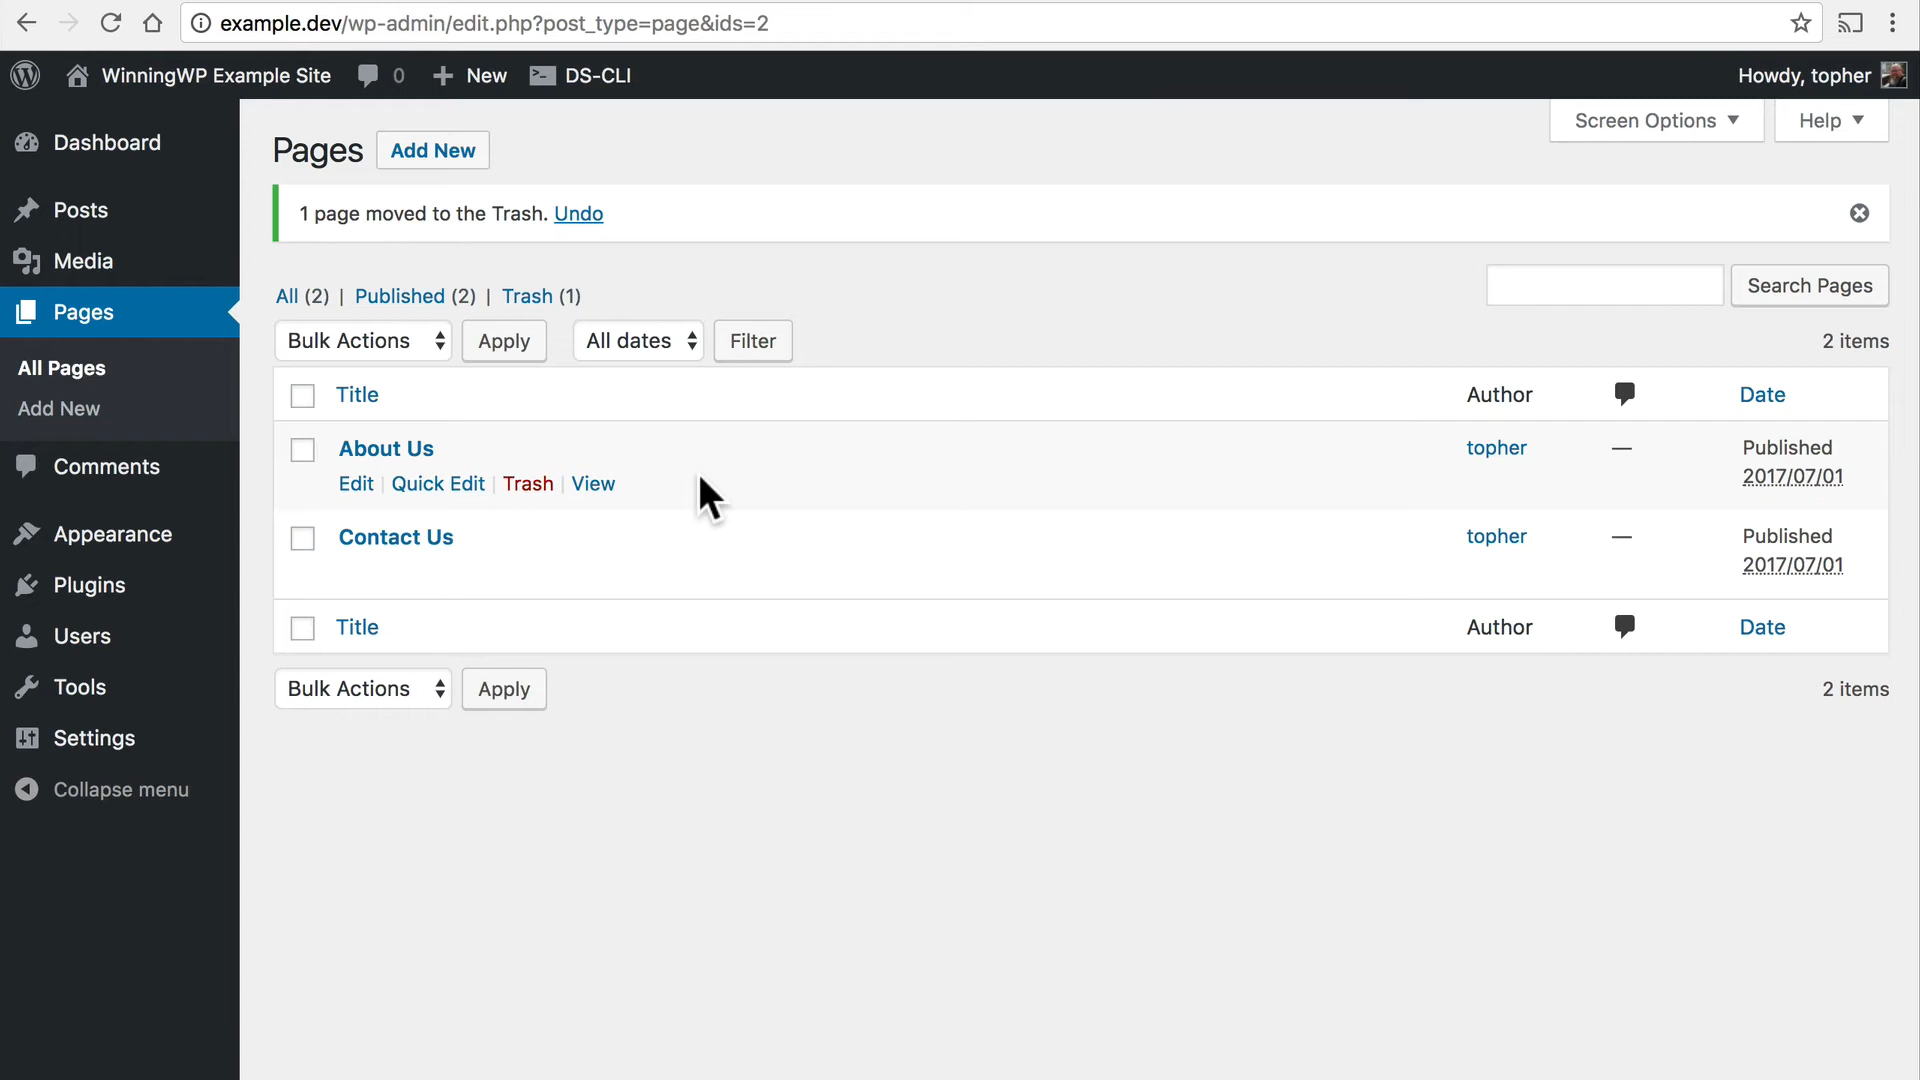 example.dev/wp-admin/edit.php?post_type=page&ids=2
WinningWP Example Site 0 New DS-CLI Howdy, topher
Screen Options Help
Dashboard
Posts
Media
Pages
All Pages
Add New
Comments
Appearance
Plugins
Users
Tools
Settings
Collapse menu
Pages Add New
1 page moved to the Trash. Undo
All (2) | Published (2) | Trash (1)
Search Pages
Bulk Actions Apply All dates Filter 2 items
Title Author Date
About Us topher — Published
2017/07/01
Edit | Quick Edit | Trash | View
Contact Us topher — Published
2017/07/01
Title Author Date
Bulk Actions Apply 2 items